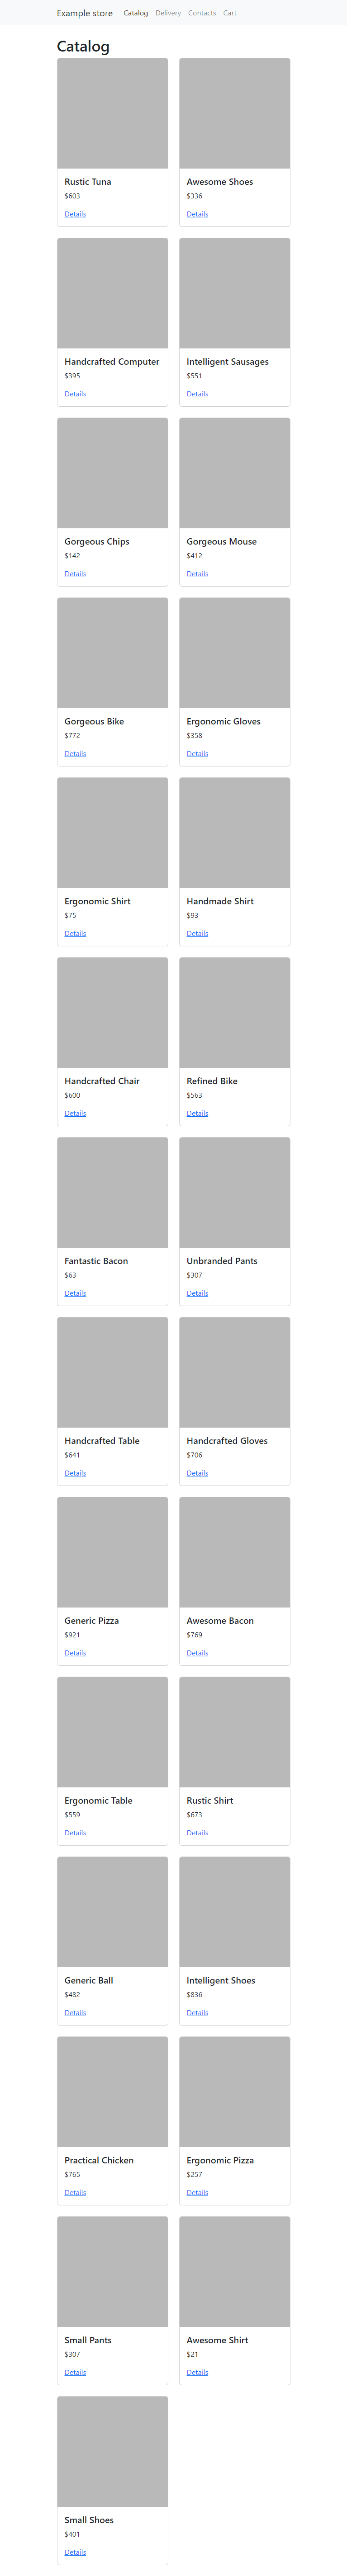 Example store Catalog Delivery Contacts Cart
Catalog
Rustic Tuna
$603
Details
Awesome Shoes
$336
Details
Handcrafted Computer
$395
Details
Intelligent Sausages
$551
Details
Gorgeous Chips
$142
Details
Gorgeous Mouse
$412
Details
Gorgeous Bike
$772
Details
Ergonomic Gloves
$358
Details
Ergonomic Shirt
$75
Details
Handmade Shirt
$93
Details
Handcrafted Chair
$600
Details
Refined Bike
$563
Details
Fantastic Bacon
$63
Details
Unbranded Pants
$307
Details
Handcrafted Table
$641
Details
Handcrafted Gloves
$706
Details
Generic Pizza
$921
Details
Awesome Bacon
$769
Details
Ergonomic Table
$559
Details
Rustic Shirt
$673
Details
Generic Ball
$482
Details
Intelligent Shoes
$836
Details
Practical Chicken
$765
Details
Ergonomic Pizza
$257
Details
Small Pants
$307
Details
Awesome Shirt
$21
Details
Small Shoes
$401
Details